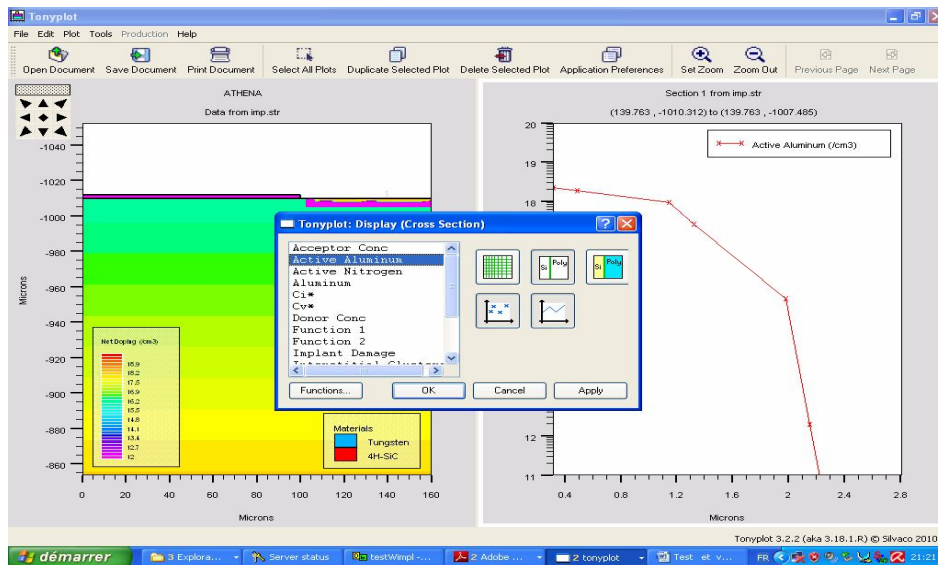 Tonyplot
File Edit Plot Tools Production Help
Open Document Save Document Print Document Select All Plots Duplicate Selected Plot Delete Selected Plot Application Preferences Set Zoom Zoom Out Previous Page Next Page
ATHENA
Data from imp.str
-1040
-1020
-1000
-980
-960
-940
-920
-900
-880
-860
Microns
0 20 40 60 80 100 120 140 160
Microns
Net Doping (/cm3)
18.9
18.2
17.5
16.9
16.2
15.5
14.8
14.1
13.4
12.7
12
Materials
Tungsten
4H-SiC
Section 1 from imp.str
(139.763 , -1010.312) to (139.763 , -1007.485)
Active Aluminum (/cm3)
20
19
18
12
11
0.4 0.8 1.2 1.6 2 2.4 2.8
Microns
Tonyplot: Display (Cross Section)
Acceptor Conc
Active Aluminum
Active Nitrogen
Aluminum
Ci*
Cv*
Donor Conc
Function 1
Function 2
Implant Damage
Si Poly
Si Poly
Functions... OK Cancel Apply
Tonyplot 3.2.2 (aka 3.18.1.R) © Silvaco 2010
démarrer 3 Explora... Server status testWimpl -... 2 Adobe ... 2 tonyplot Test et v... FR 21:21